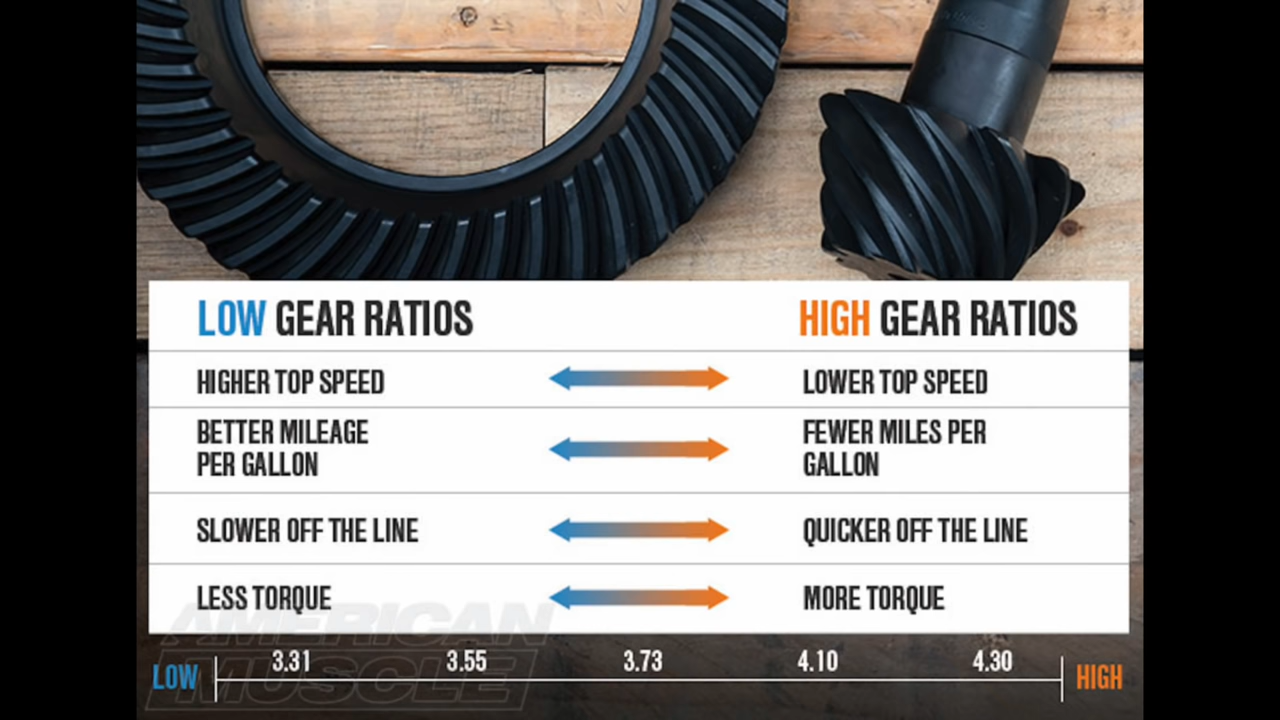 LOW GEAR RATIOS
HIGH GEAR RATIOS
HIGHER TOP SPEED
LOWER TOP SPEED
BETTER MILEAGE
PER GALLON
FEWER MILES PER
GALLON
SLOWER OFF THE LINE
QUICKER OFF THE LINE
LESS TORQUE
MORE TORQUE
AMERICAN
MUSCLE
LOW
3.31
3.55
3.73
4.10
4.30
HIGH